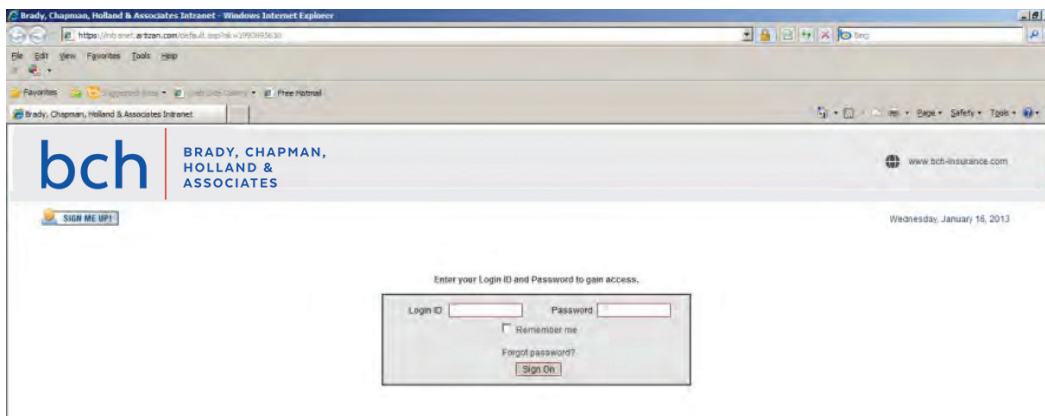 Brady, Chapman, Holland & Associates Intranet - Windows Internet Explorer
File Edit View Favorites Tools Help
Favorites Free Hotmail
Brady, Chapman, Holland & Associates Intranet Page Safety Tools
bch BRADY, CHAPMAN,
HOLLAND &
ASSOCIATES
www.bch-insurance.com
SIGN ME UP!
Wednesday, January 16, 2013
Enter your Login ID and Password to gain access.
Login ID Password
Remember me
Forgot password?
Sign On